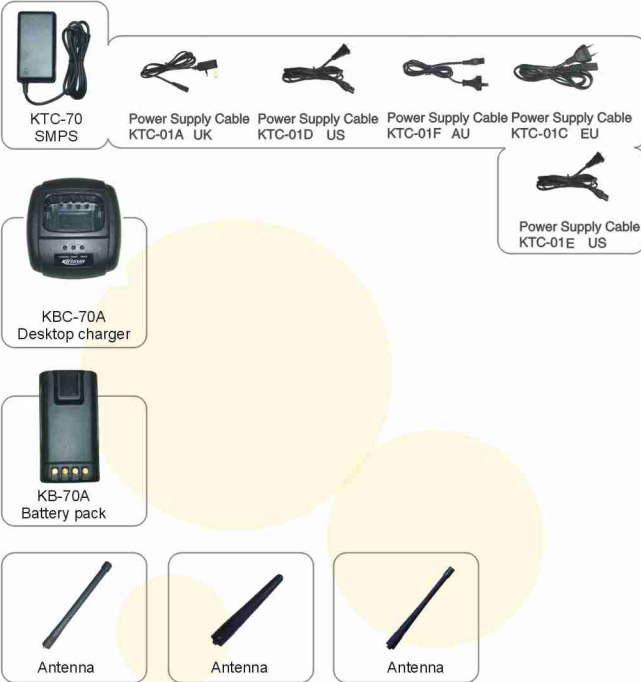 KTC-70
SMPS
Power Supply Cable
KTC-01A UK
Power Supply Cable
KTC-01D US
Power Supply Cable
KTC-01F AU
Power Supply Cable
KTC-01C EU
Power Supply Cable
KTC-01E US
Kirisun
KBC-70A
Desktop charger
KB-70A
Battery pack
Antenna
Antenna
Antenna